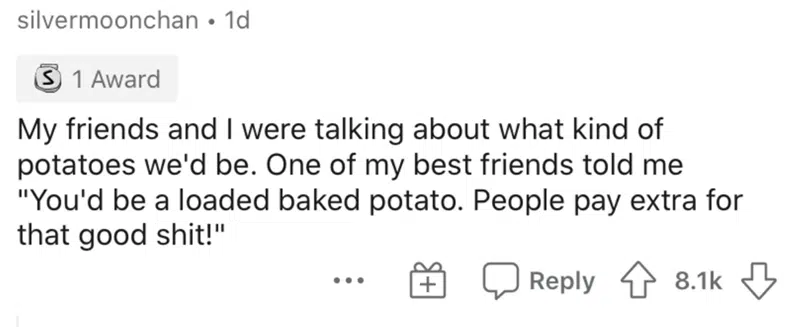 silvermoonchan • 1d
S 1 Award
My friends and I were talking about what kind of
potatoes we'd be. One of my best friends told me
"You'd be a loaded baked potato. People pay extra for
that good shit!"
Reply 8.1k